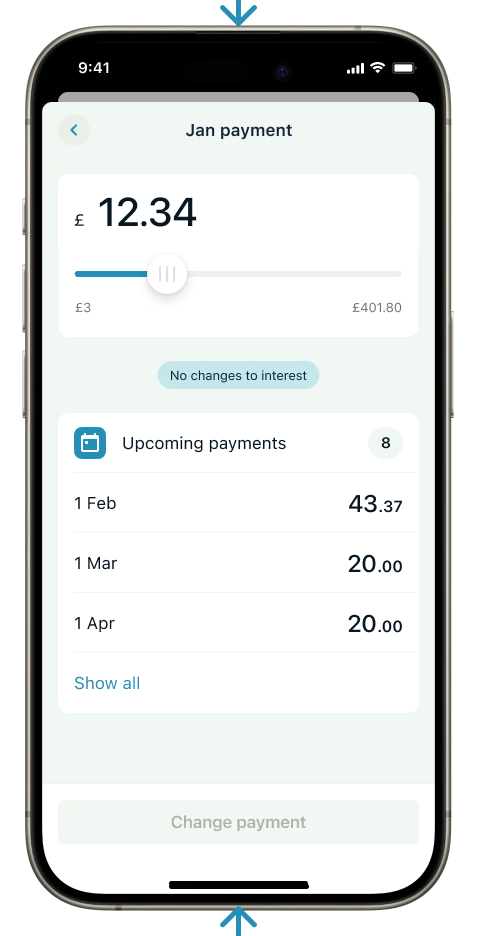 9:41
Jan payment
£ 12.34
£3 £401.80
No changes to interest
Upcoming payments 8
1 Feb 43.37
1 Mar 20.00
1 Apr 20.00
Show all
Change payment